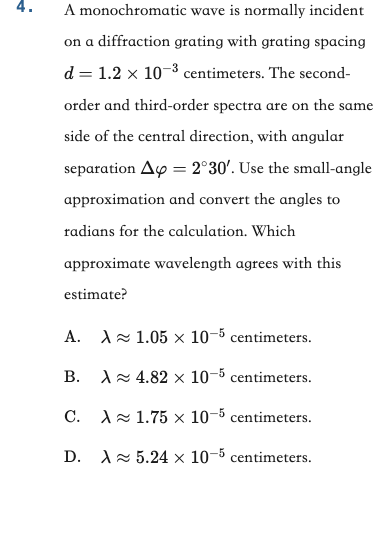 4. A monochromatic wave is normally incident
on a diffraction grating with grating spacing
d = 1.2 × 10⁻³ centimeters. The second-
order and third-order spectra are on the same
side of the central direction, with angular
separation Δφ = 2°30′. Use the small-angle
approximation and convert the angles to
radians for the calculation. Which
approximate wavelength agrees with this
estimate?
A. λ ≈ 1.05 × 10⁻⁵ centimeters.
B. λ ≈ 4.82 × 10⁻⁵ centimeters.
C. λ ≈ 1.75 × 10⁻⁵ centimeters.
D. λ ≈ 5.24 × 10⁻⁵ centimeters.